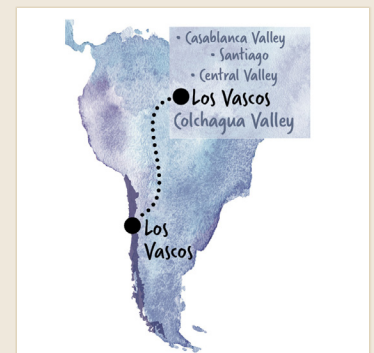 • Casablanca Valley
• Santiago
• Central Valley
Los Vascos
Colchagua Valley
Los
Vascos